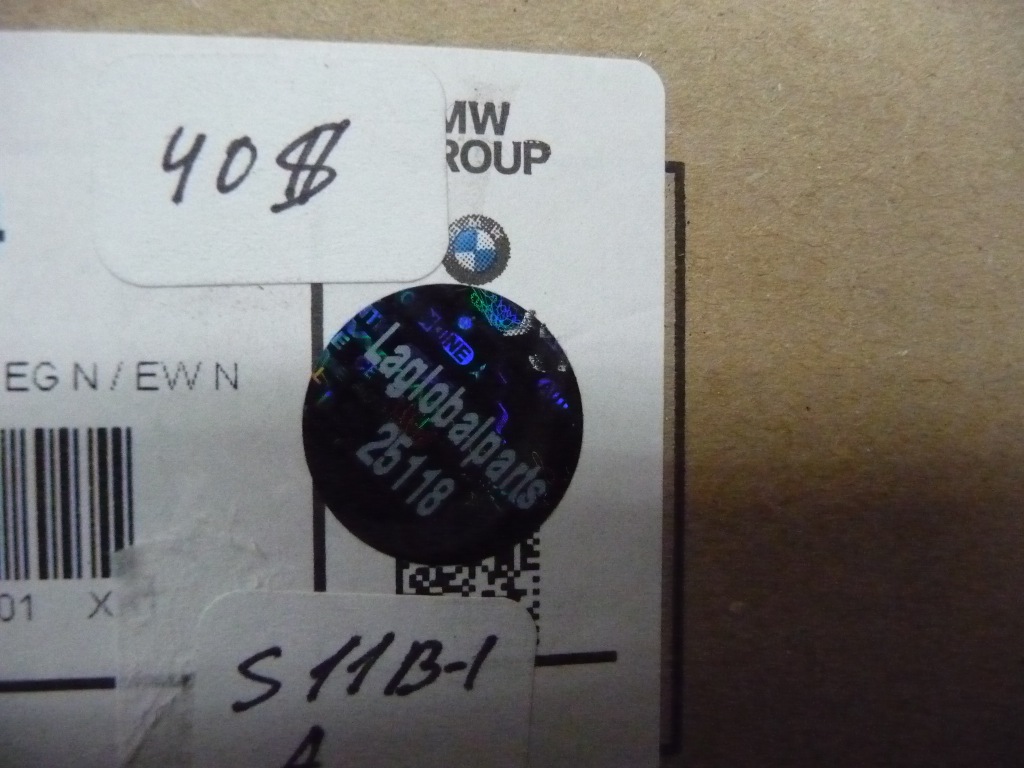 40$
MW
ROUP
EG N / EW N
Laglobalparts
25118
01 X
S11B-1
A